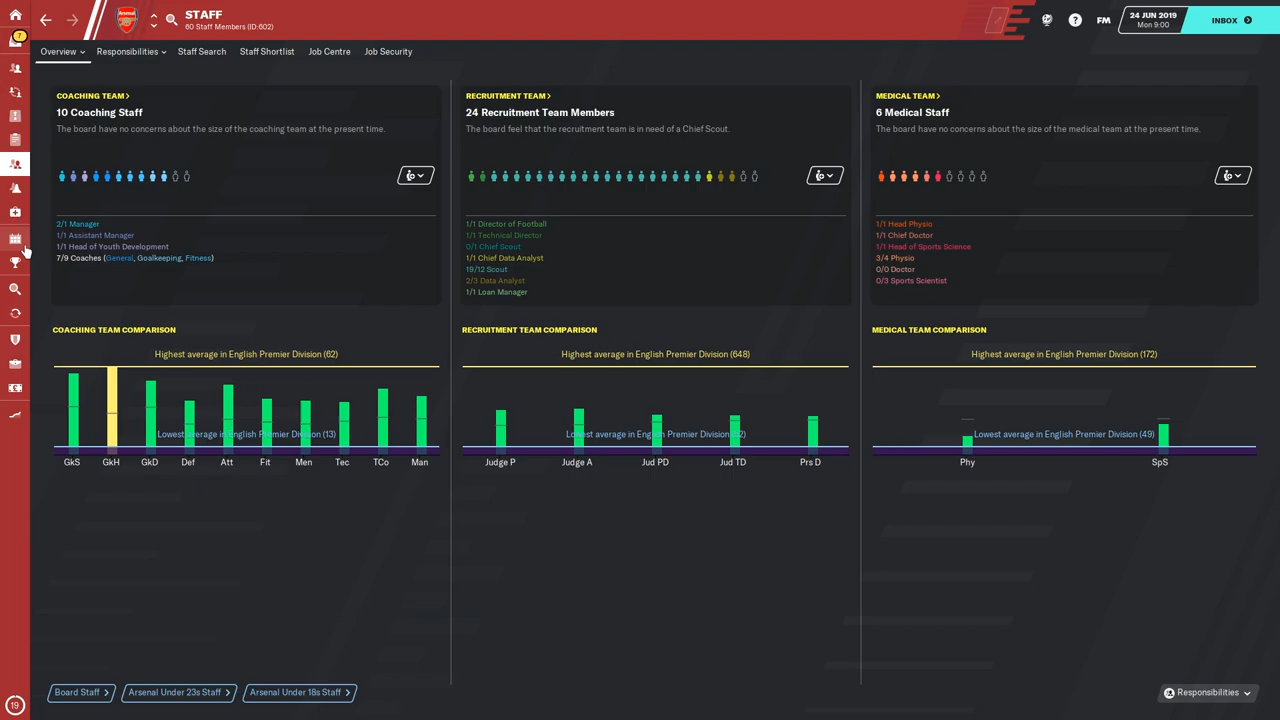 STAFF
60 Staff Members (ID:602)
7
FM
24 JUN 2019
Mon 9:00
INBOX
Overview
Responsibilities
Staff Search
Staff Shortlist
Job Centre
Job Security
COACHING TEAM >
10 Coaching Staff
The board have no concerns about the size of the coaching team at the present time.
2/1 Manager
1/1 Assistant Manager
1/1 Head of Youth Development
7/9 Coaches (General, Goalkeeping, Fitness)
RECRUITMENT TEAM >
24 Recruitment Team Members
The board feel that the recruitment team is in need of a Chief Scout.
1/1 Director of Football
1/1 Technical Director
0/1 Chief Scout
1/1 Chief Data Analyst
19/12 Scout
2/3 Data Analyst
1/1 Loan Manager
MEDICAL TEAM >
6 Medical Staff
The board have no concerns about the size of the medical team at the present time.
1/1 Head Physio
1/1 Chief Doctor
1/1 Head of Sports Science
3/4 Physio
0/0 Doctor
0/3 Sports Scientist
COACHING TEAM COMPARISON
Highest average in English Premier Division (62)
Lowest average in English Premier Division (13)
GkS GkH GkD Def Att Fit Men Tec TCo Man
RECRUITMENT TEAM COMPARISON
Highest average in English Premier Division (648)
Lowest average in English Premier Division
Judge P Judge A Jud PD Jud TD Prs D
MEDICAL TEAM COMPARISON
Highest average in English Premier Division (172)
Lowest average in English Premier Division (49)
Phy SpS
Board Staff >
Arsenal Under 23s Staff >
Arsenal Under 18s Staff >
Responsibilities
19